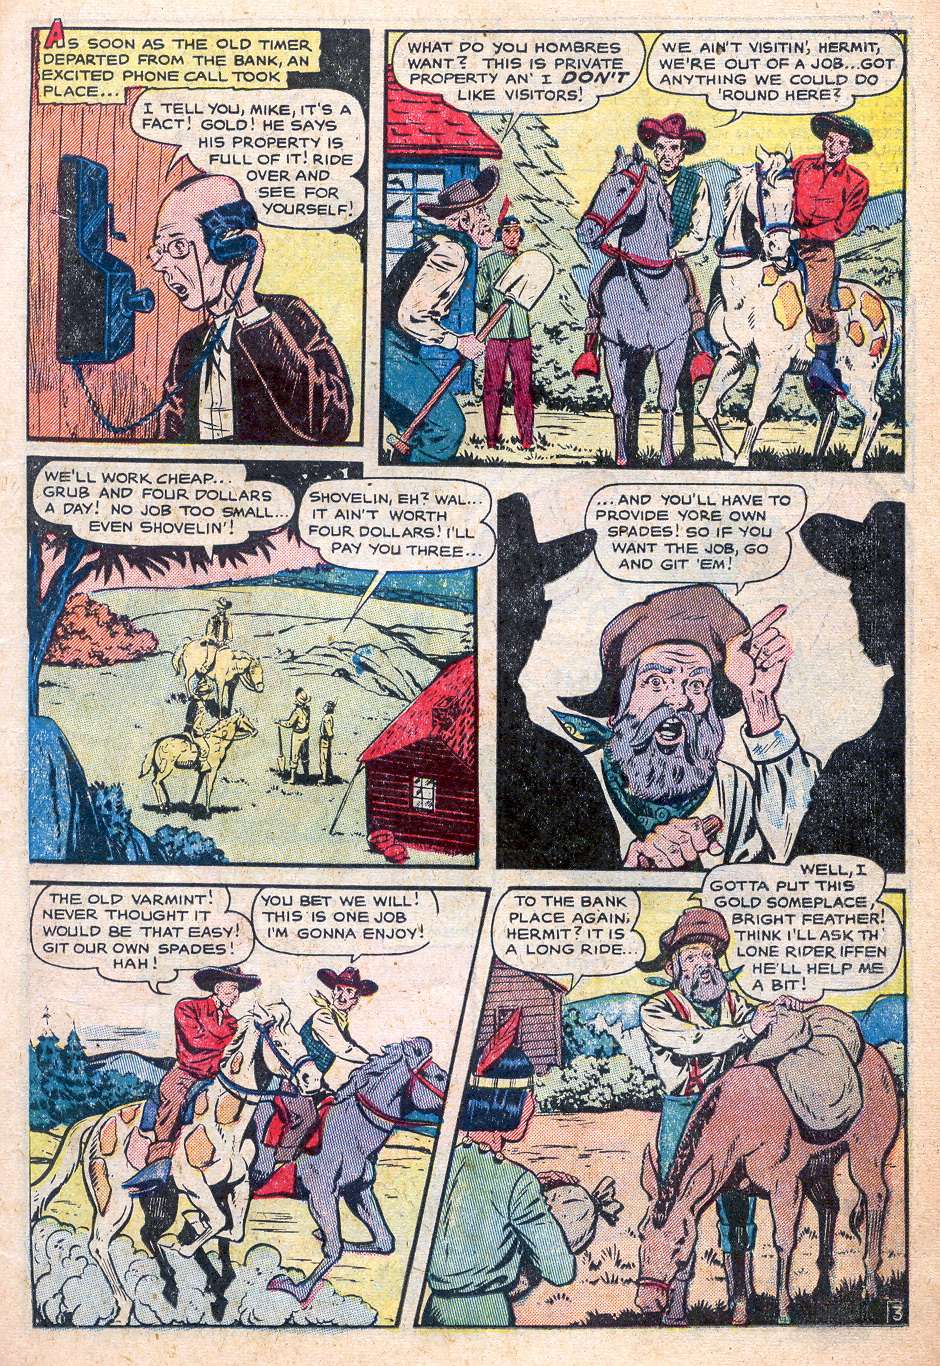 AS SOON AS THE OLD TIMER
DEPARTED FROM THE BANK, AN
EXCITED PHONE CALL TOOK
PLACE...
I TELL YOU, MIKE, IT'S A
FACT! GOLD! HE SAYS
HIS PROPERTY IS
FULL OF IT! RIDE
OVER AND
SEE FOR
YOURSELF!
WHAT DO YOU HOMBRES
WANT? THIS IS PRIVATE
PROPERTY AN' I DON'T
LIKE VISITORS!
WE AIN'T VISITIN', HERMIT,
WE'RE OUT OF A JOB...GOT
ANYTHING WE COULD DO
'ROUND HERE?
WE'LL WORK CHEAP...
GRUB AND FOUR DOLLARS
A DAY! NO JOB TOO SMALL...
EVEN SHOVELIN'!
SHOVELIN, EH? WAL...
IT AIN'T WORTH
FOUR DOLLARS! I'LL
PAY YOU THREE...
...AND YOU'LL HAVE TO
PROVIDE YORE OWN
SPADES! SO IF YOU
WANT THE JOB, GO
AND GIT 'EM!
THE OLD VARMINT!
NEVER THOUGHT IT
WOULD BE THAT EASY!
GIT OUR OWN SPADES!
HAH!
YOU BET WE WILL!
THIS IS ONE JOB
I'M GONNA ENJOY!
TO THE BANK
PLACE AGAIN,
HERMIT? IT IS
A LONG RIDE...
WELL, I
GOTTA PUT THIS
GOLD SOMEPLACE,
BRIGHT FEATHER!
THINK I'LL ASK TH'
LONE RIDER IFFEN
HE'LL HELP ME
A BIT!
3